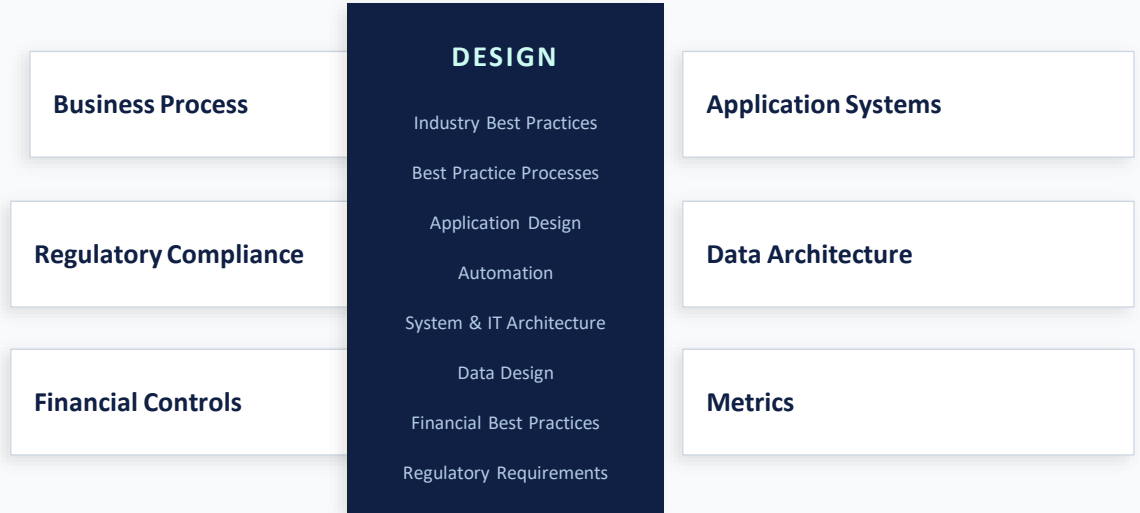 Business Process
Regulatory Compliance
Financial Controls
DESIGN
Industry Best Practices
Best Practice Processes
Application Design
Automation
System & IT Architecture
Data Design
Financial Best Practices
Regulatory Requirements
Application Systems
Data Architecture
Metrics